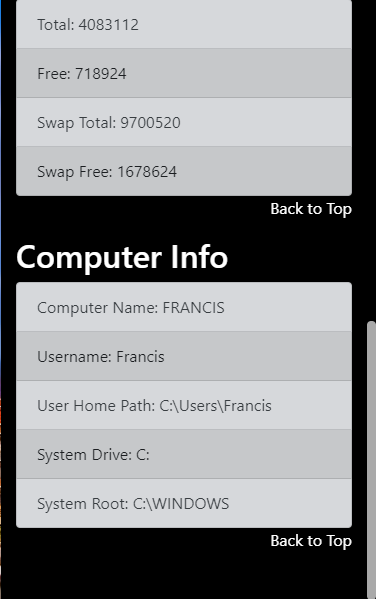 Total: 4083112
Free: 718924
Swap Total: 9700520
Swap Free: 1678624
Back to Top
Computer Info
Computer Name: FRANCIS
Username: Francis
User Home Path: C:\Users\Francis
System Drive: C:
System Root: C:\WINDOWS
Back to Top